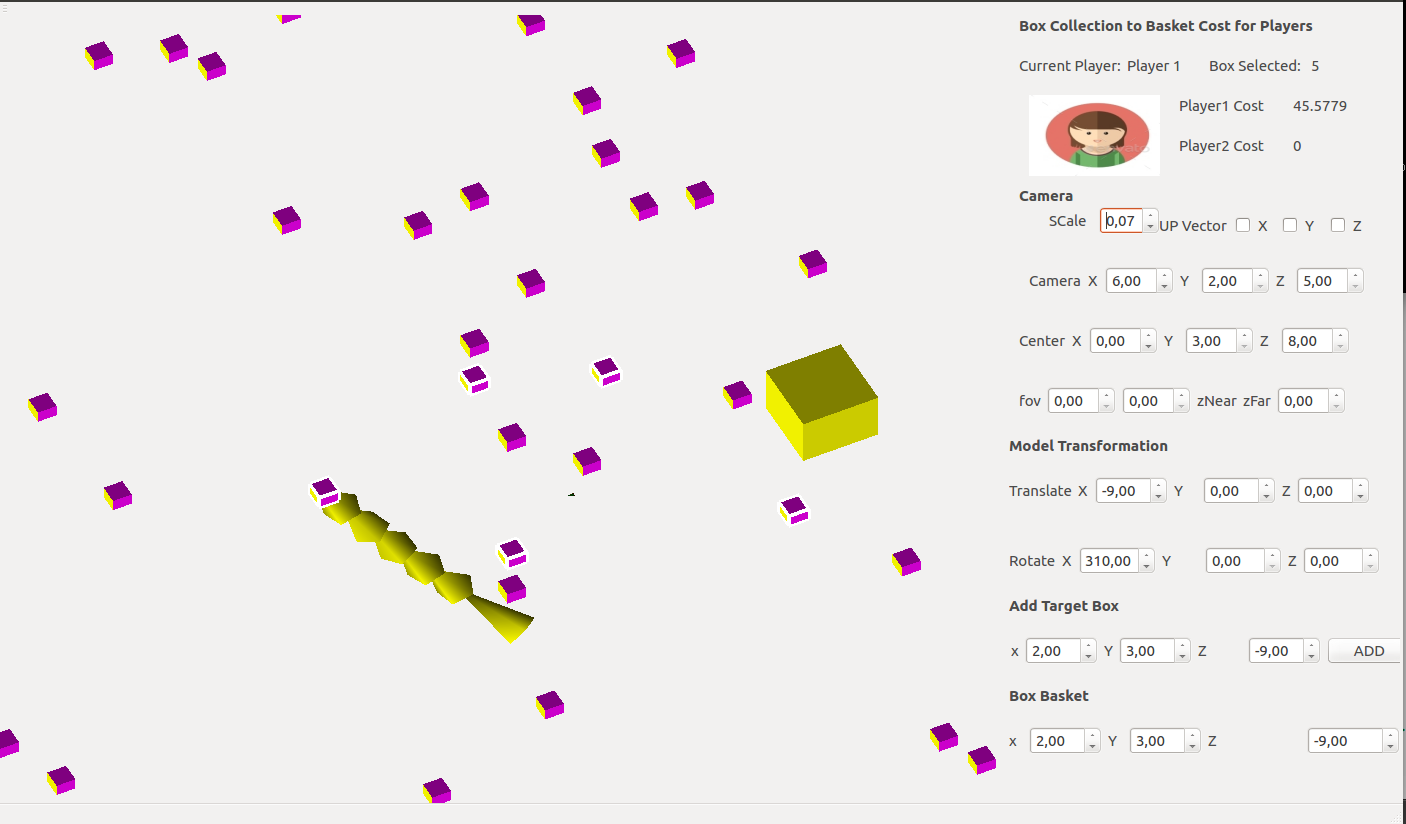 Box Collection to Basket Cost for Players
Current Player: Player 1 Box Selected: 5
Player1 Cost 45.5779
Player2 Cost 0
Camera
SCale 0,07 UP Vector X Y Z
Camera X 6,00 Y 2,00 Z 5,00
Center X 0,00 Y 3,00 Z 8,00
fov 0,00 0,00 zNear zFar 0,00
Model Transformation
Translate X -9,00 Y 0,00 Z 0,00
Rotate X 310,00 Y 0,00 Z 0,00
Add Target Box
x 2,00 Y 3,00 Z -9,00 ADD
Box Basket
x 2,00 Y 3,00 Z -9,00